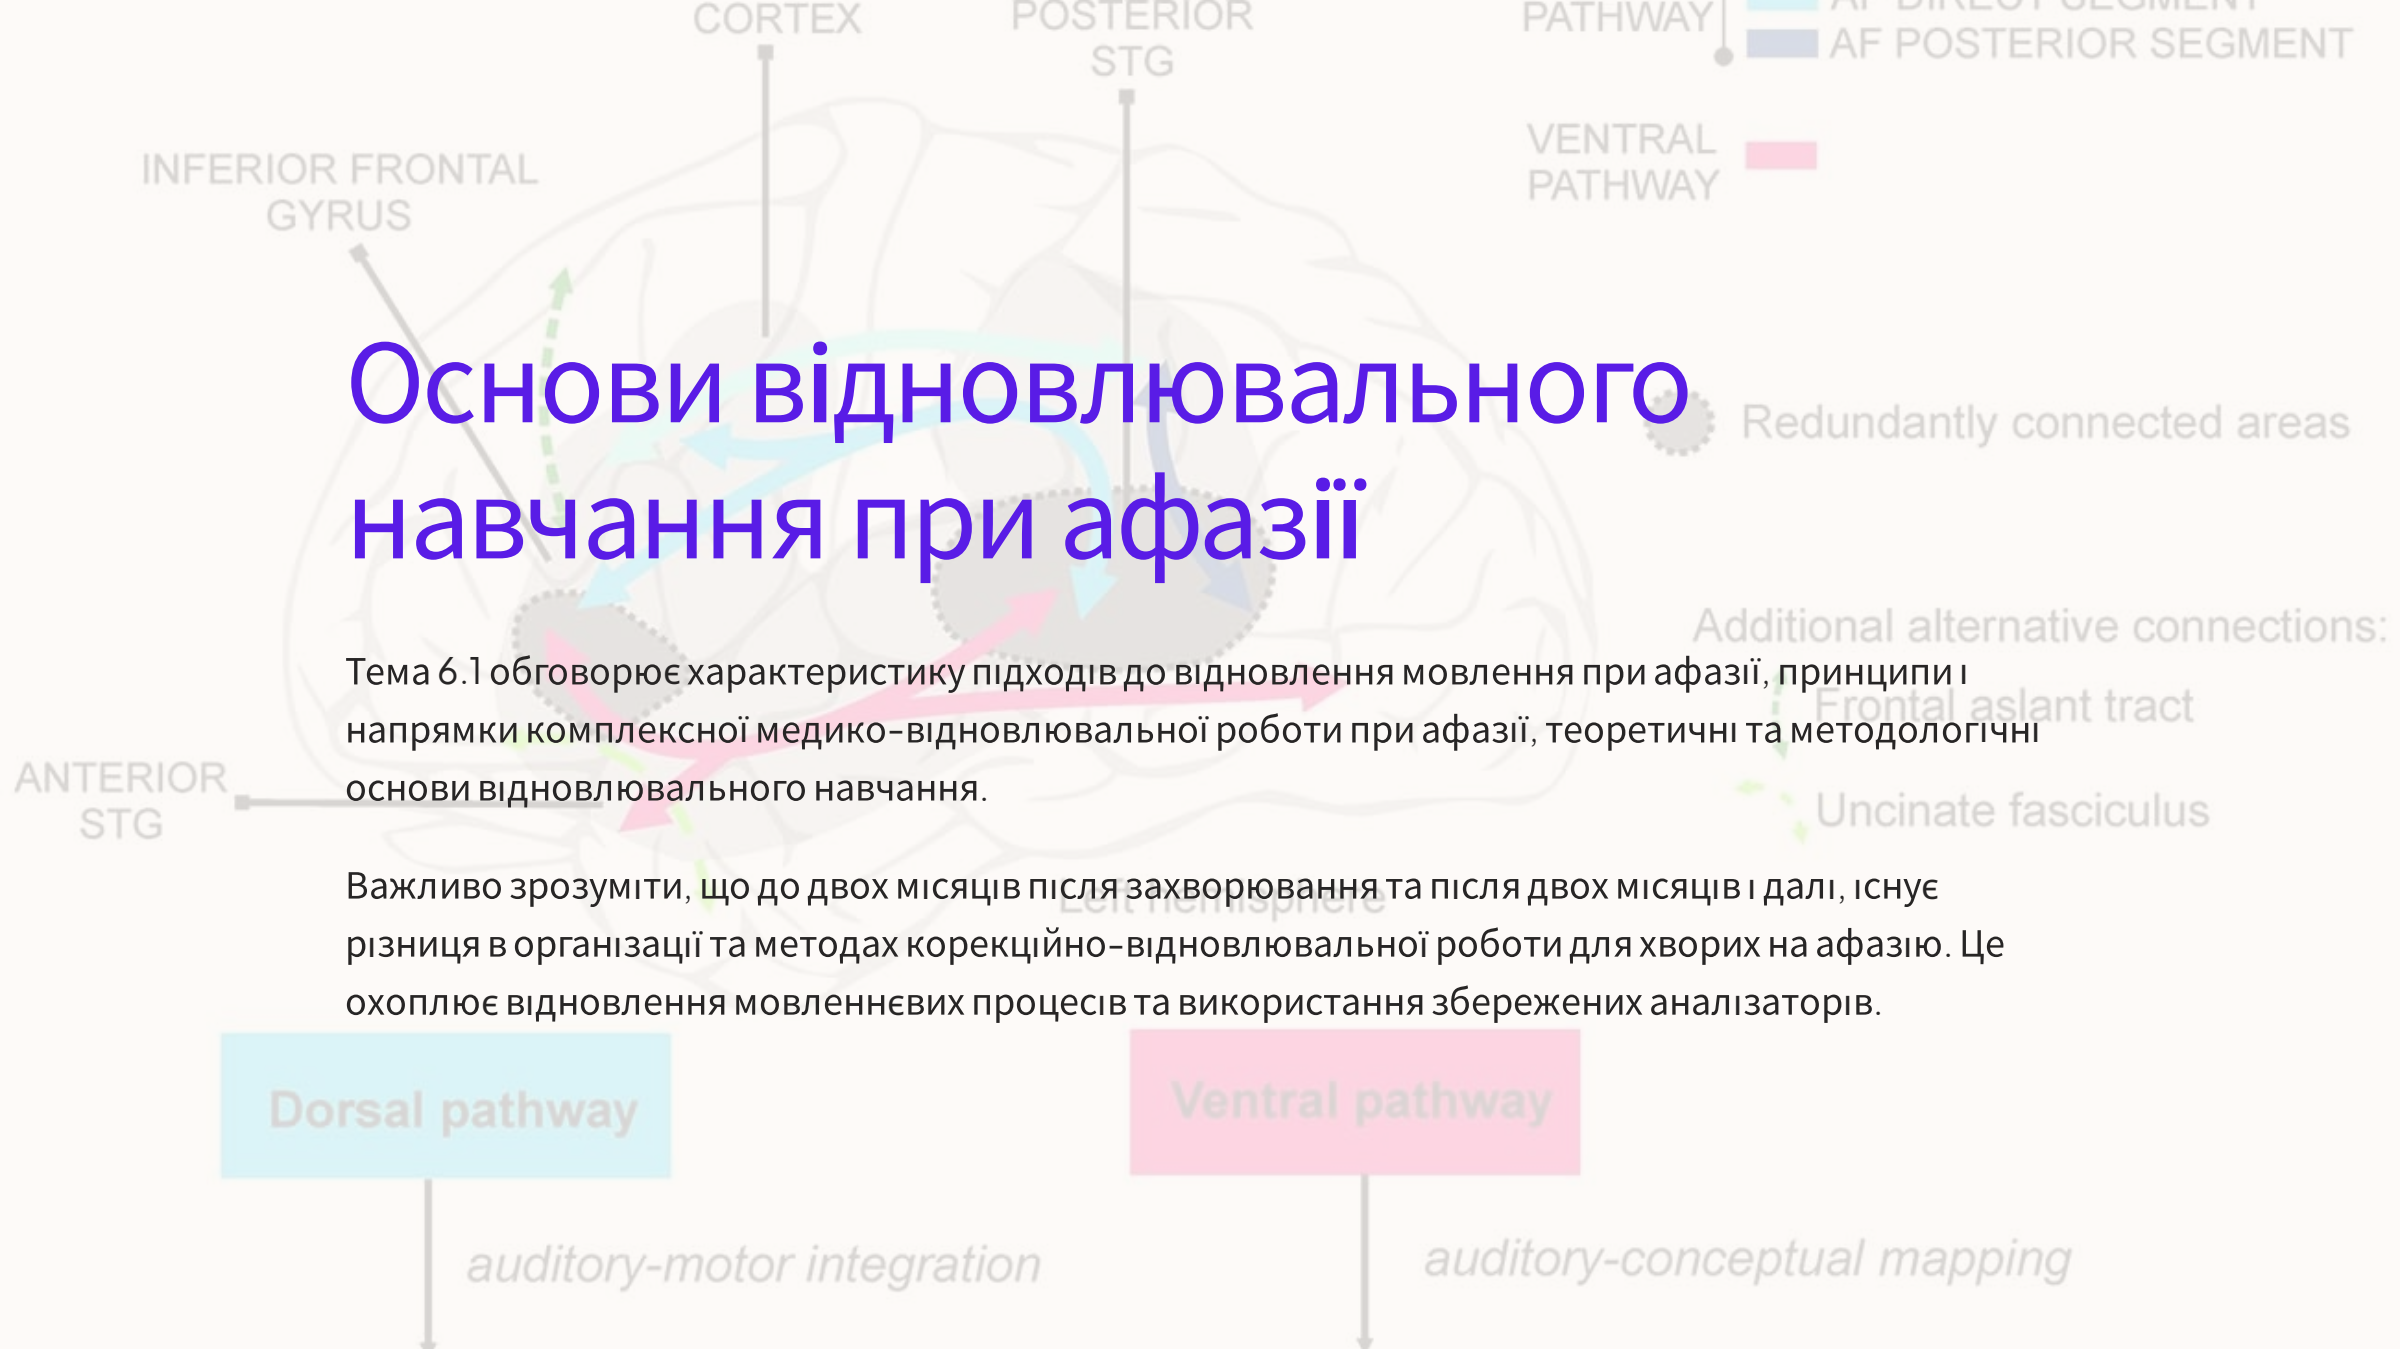 CORTEX
POSTERIOR
STG
PATHWAY
AF DIRECT SEGMENT
AF POSTERIOR SEGMENT
INFERIOR FRONTAL
GYRUS
VENTRAL
PATHWAY
Основи відновлювального
навчання при афазії
Redundantly connected areas
Additional alternative connections:
Тема 6.1 обговорює характеристику підходів до відновлення мовлення при афазії, принципи і
напрямки комплексної медико-відновлювальної роботи при афазії, теоретичні та методологічні
основи відновлювального навчання.
Frontal aslant tract
Uncinate fasciculus
ANTERIOR
STG
Важливо зрозуміти, що до двох місяців після захворювання та після двох місяців і далі, існує
різниця в організації та методах корекційно-відновлювальної роботи для хворих на афазію. Це
охоплює відновлення мовленнєвих процесів та використання збережених аналізаторів.
Left hemisphere
Dorsal pathway
Ventral pathway
auditory-motor integration
auditory-conceptual mapping